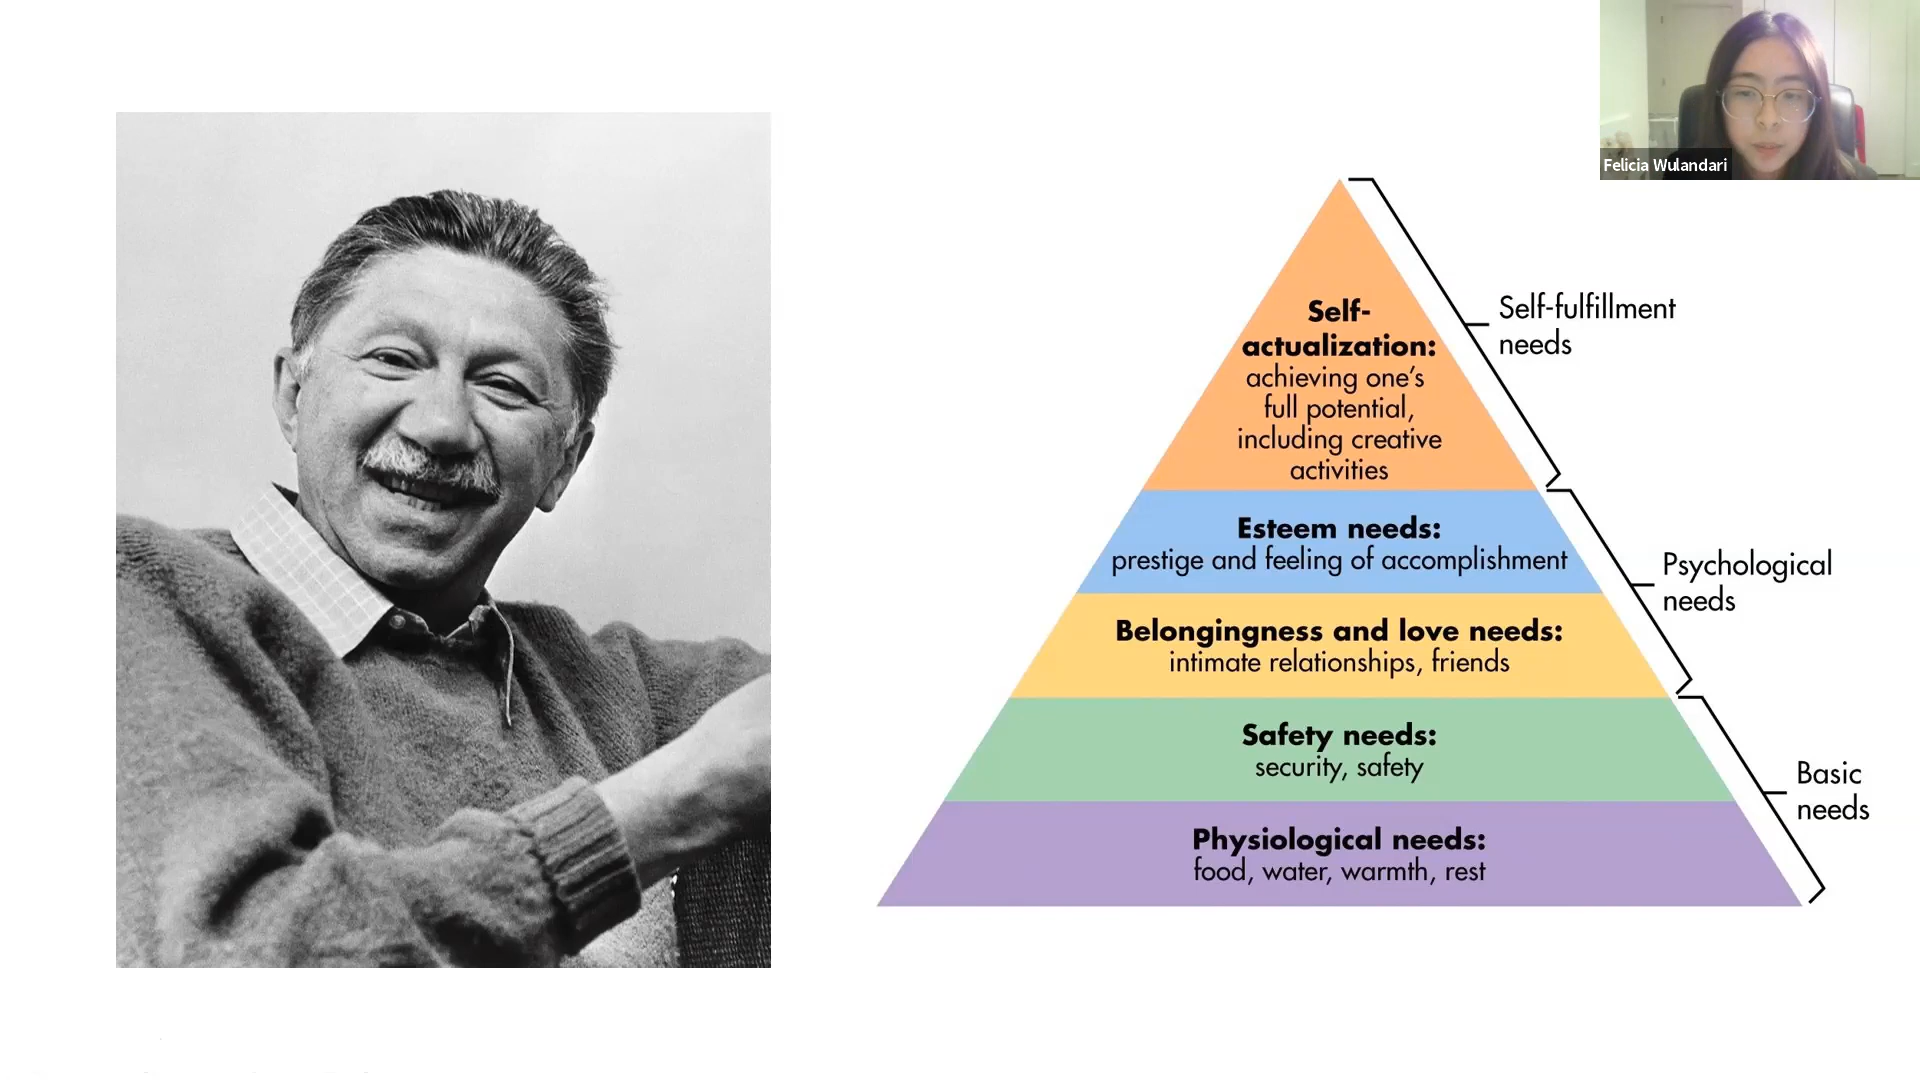 Felicia Wulandari
Self-
actualization:
achieving one's
full potential,
including creative
activities
Self-fulfillment
needs
Esteem needs:
prestige and feeling of accomplishment
Psychological
needs
Belongingness and love needs:
intimate relationships, friends
Safety needs:
security, safety
Basic
needs
Physiological needs:
food, water, warmth, rest